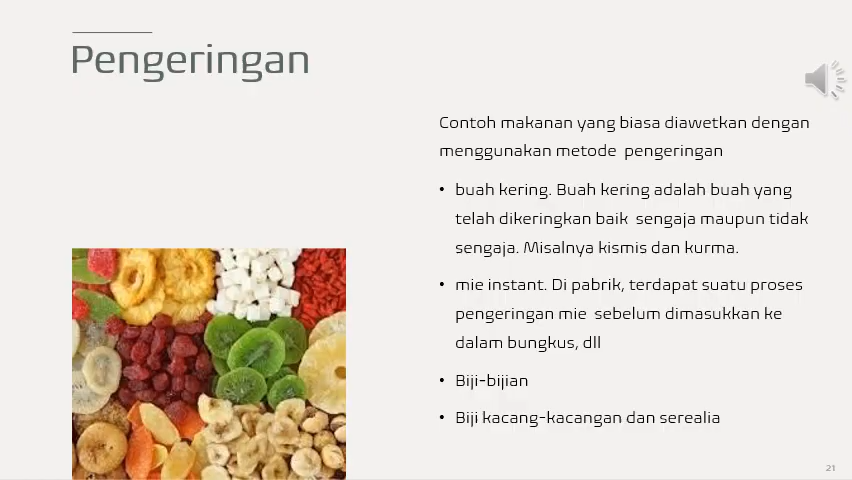 Pengeringan
Contoh makanan yang biasa diawetkan dengan
menggunakan metode pengeringan
• buah kering. Buah kering adalah buah yang
telah dikeringkan baik sengaja maupun tidak
sengaja. Misalnya kismis dan kurma.
• mie instant. Di pabrik, terdapat suatu proses
pengeringan mie sebelum dimasukkan ke
dalam bungkus, dll
• Biji-bijian
• Biji kacang-kacangan dan serealia
21